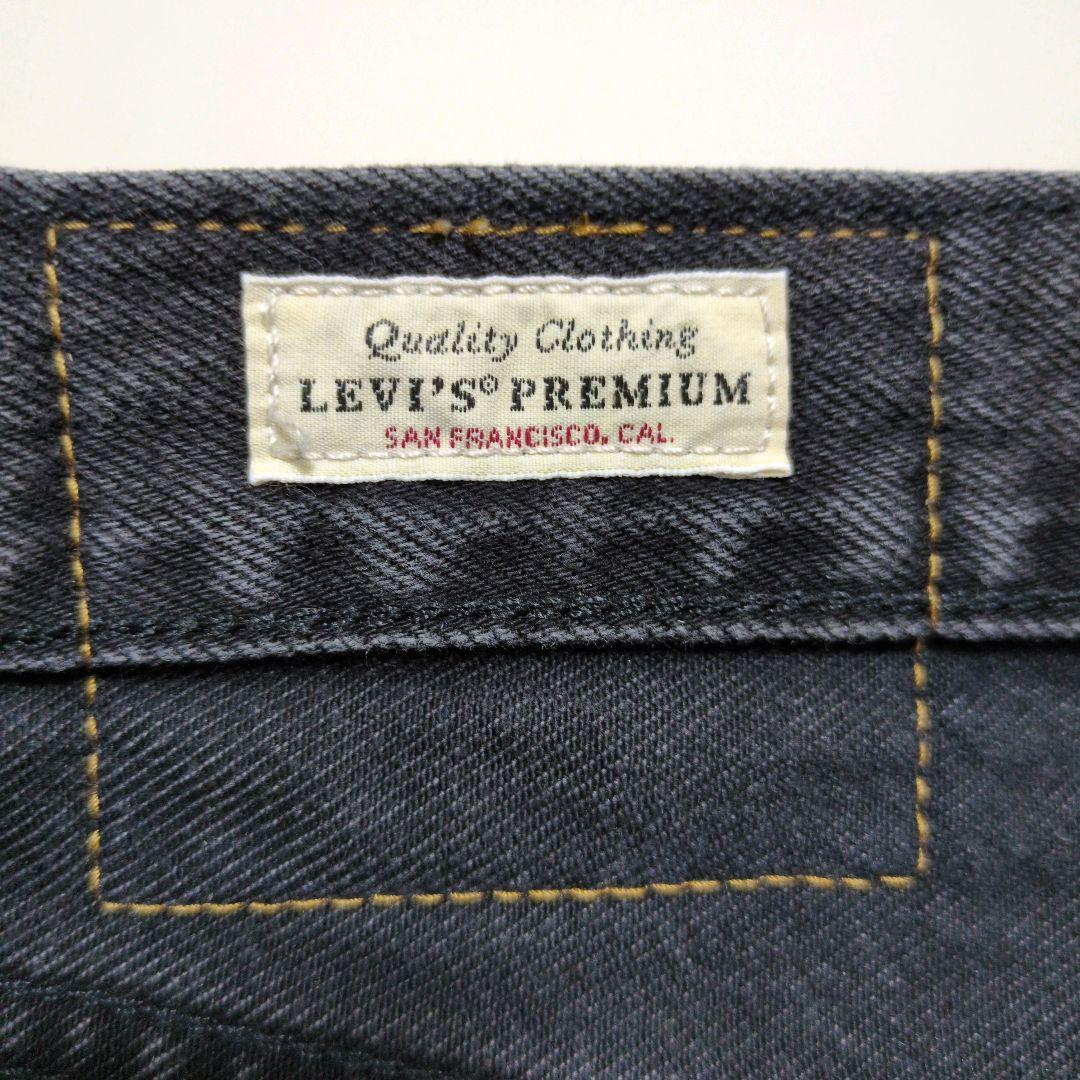 Quality Clothing
LEVI'S® PREMIUM
SAN FRANCISCO, CAL.